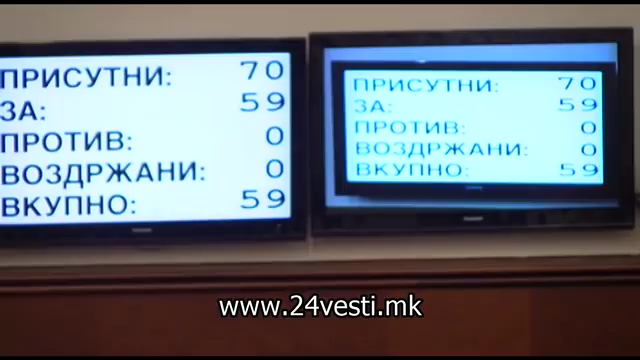 ПРИСУТНИ: 70
ЗА: 59
ПРОТИВ: 0
ВОЗДРЖАНИ: 0
ВКУПНО: 59
ПРИСУТНИ: 70
ЗА: 59
ПРОТИВ: 0
ВОЗДРЖАНИ: 0
ВКУПНО: 59
www.24vesti.mk